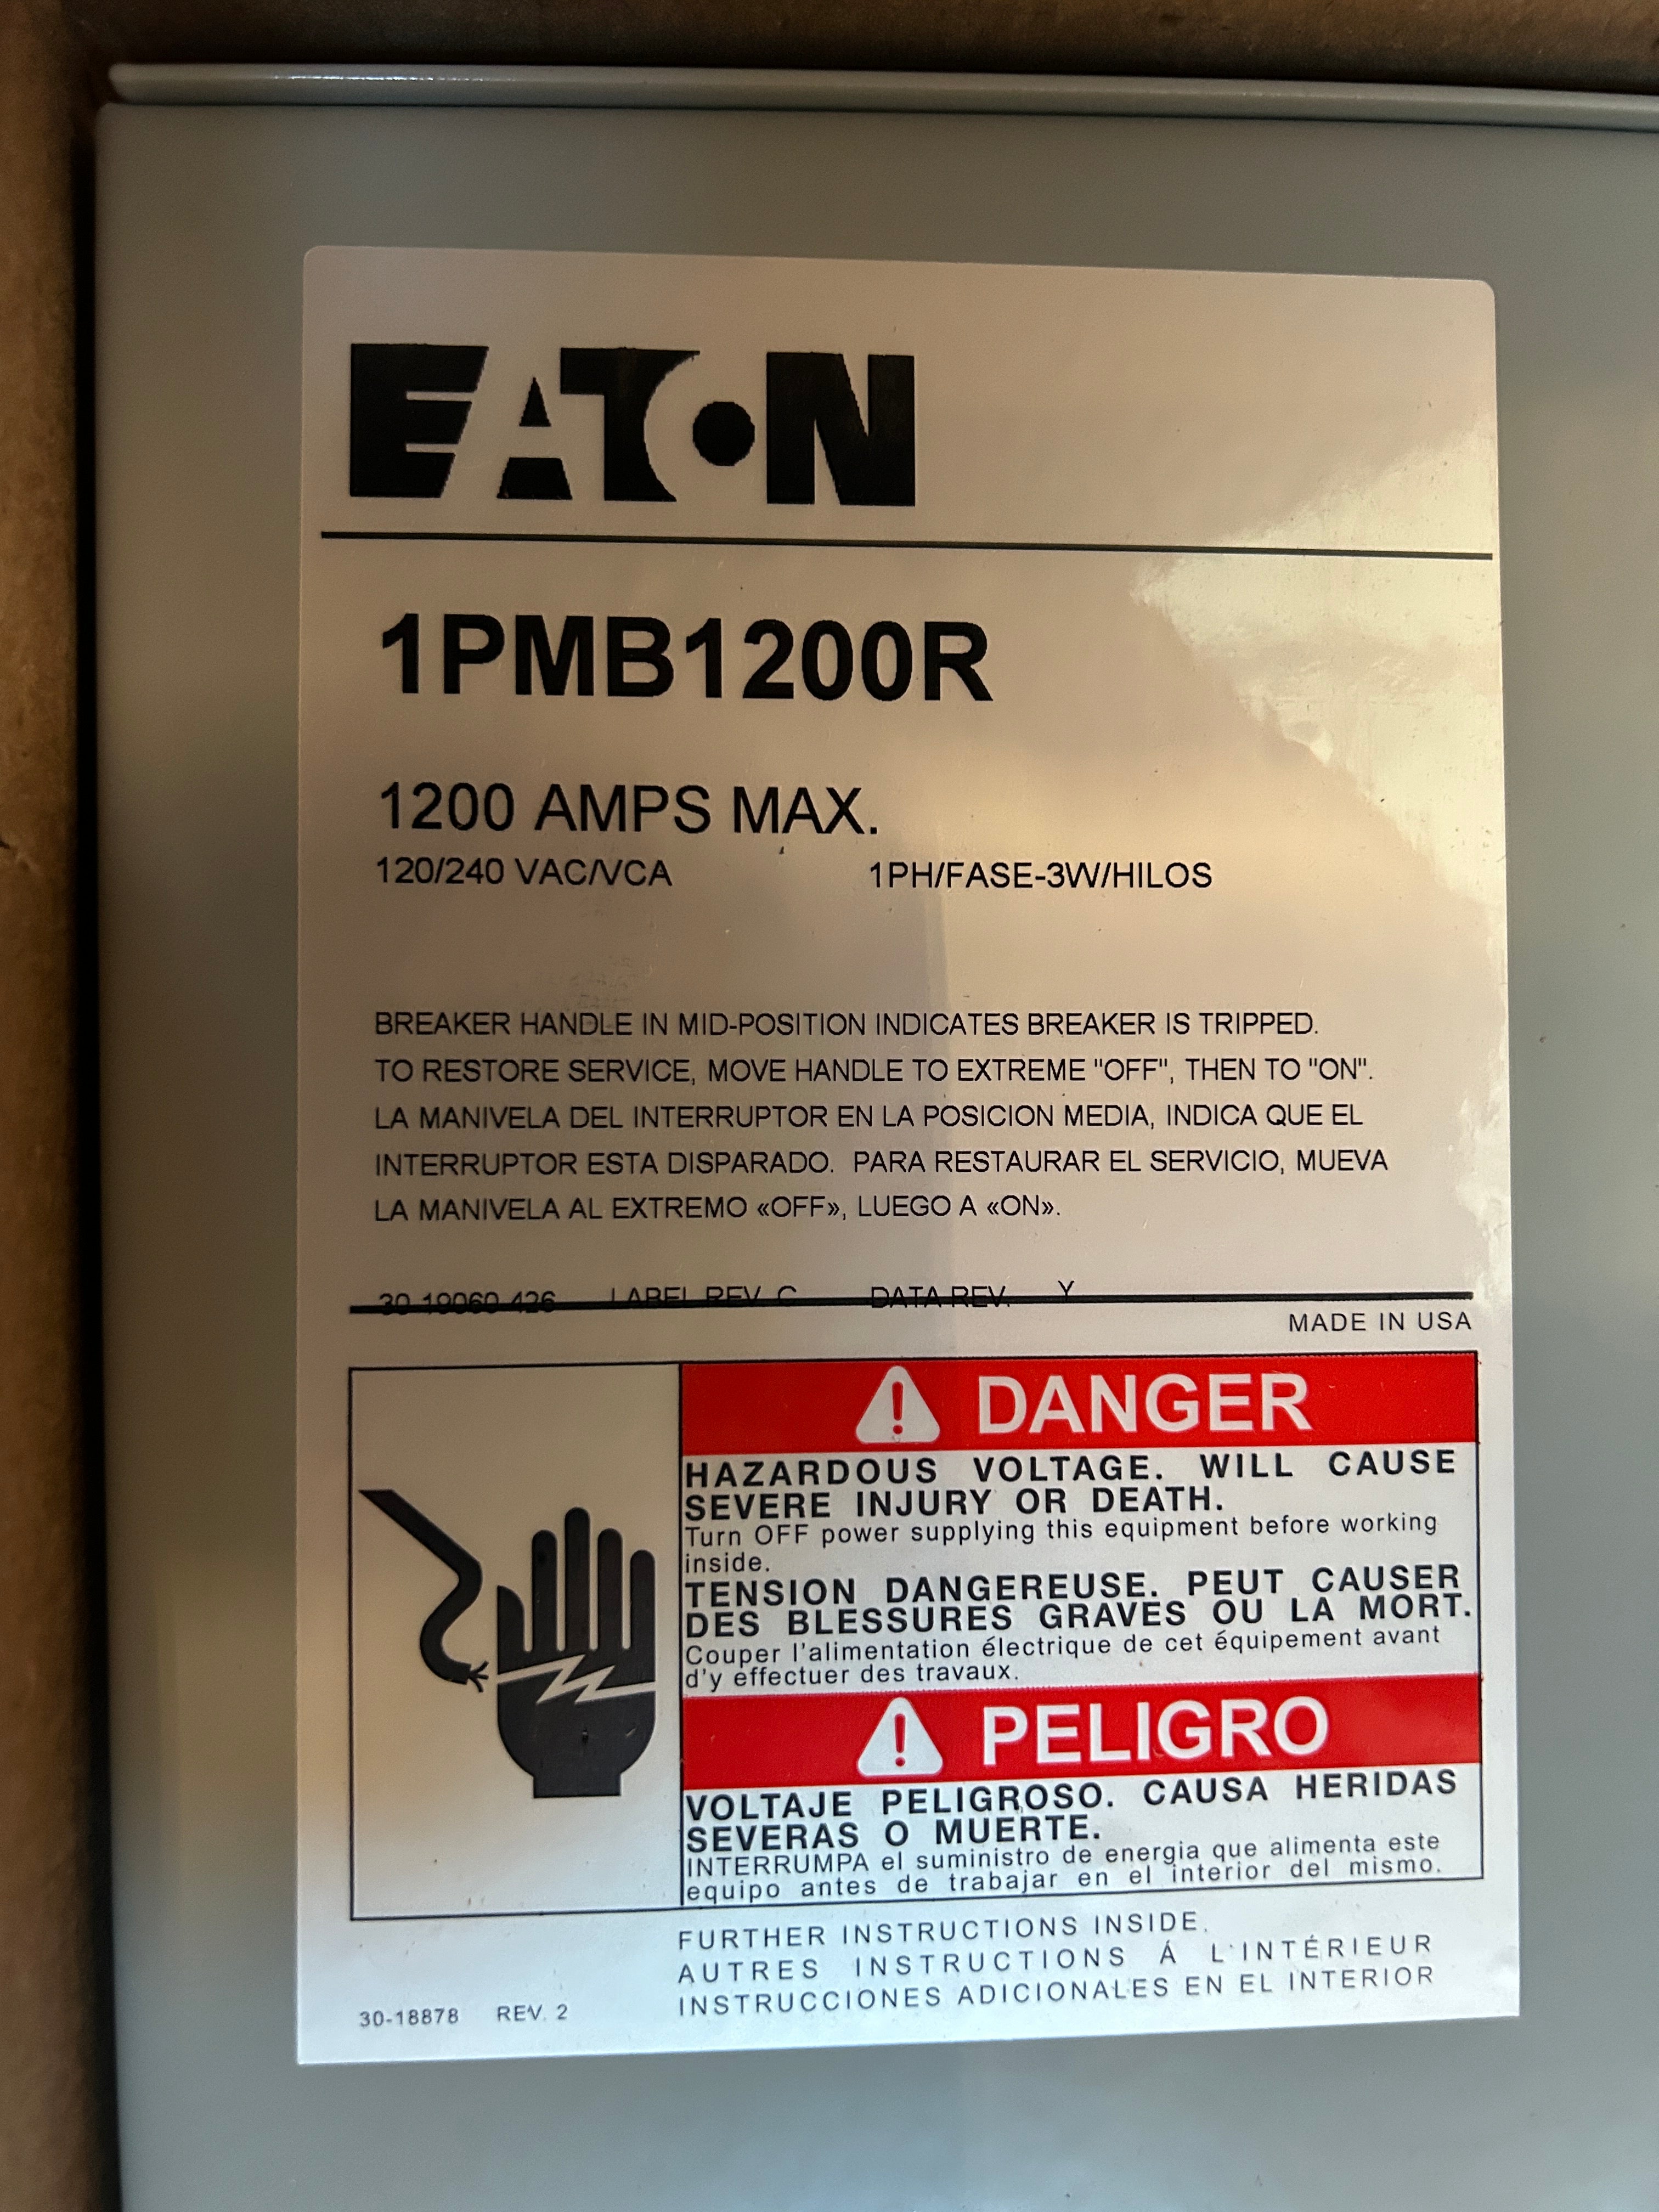 EATON
1PMB1200R
1200 AMPS MAX.
120/240 VAC/VCA 1PH/FASE-3W/HILOS
BREAKER HANDLE IN MID-POSITION INDICATES BREAKER IS TRIPPED.
TO RESTORE SERVICE, MOVE HANDLE TO EXTREME "OFF", THEN TO "ON".
LA MANIVELA DEL INTERRUPTOR EN LA POSICION MEDIA, INDICA QUE EL
INTERRUPTOR ESTA DISPARADO. PARA RESTAURAR EL SERVICIO, MUEVA
LA MANIVELA AL EXTREMO «OFF», LUEGO A «ON».
30-19060-426 LABEL REV. C DATA REV. Y
MADE IN USA
DANGER
HAZARDOUS VOLTAGE. WILL CAUSE
SEVERE INJURY OR DEATH.
Turn OFF power supplying this equipment before working
inside.
TENSION DANGEREUSE. PEUT CAUSER
DES BLESSURES GRAVES OU LA MORT.
Couper l'alimentation électrique de cet équipement avant
d'y effectuer des travaux.
PELIGRO
VOLTAJE PELIGROSO. CAUSA HERIDAS
SEVERAS O MUERTE.
INTERRUMPA el suministro de energia que alimenta este
equipo antes de trabajar en el interior del mismo.
FURTHER INSTRUCTIONS INSIDE.
AUTRES INSTRUCTIONS Á L'INTÉRIEUR
INSTRUCCIONES ADICIONALES EN EL INTERIOR
30-18878 REV. 2